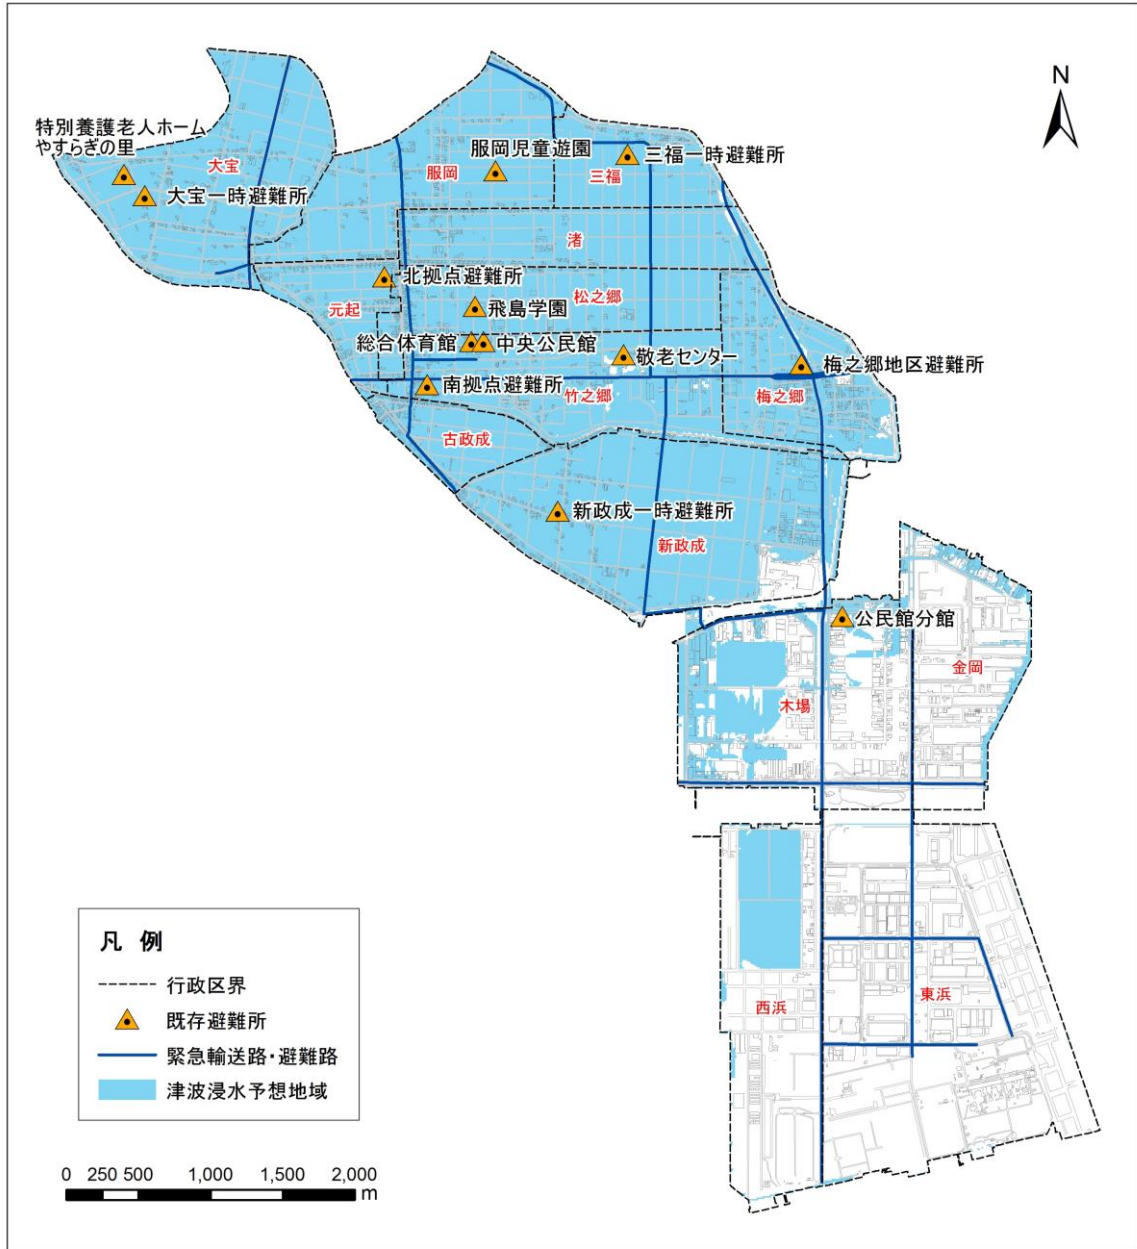 N
特別養護老人ホーム
やすらぎの里
大宝
大宝一時避難所
服岡児童遊園
服岡
三福一時避難所
三福
渚
北拠点避難所
元起
飛島学園
松之郷
総合体育館
中央公民館
敬老センター
梅之郷地区避難所
南拠点避難所
竹之郷
梅之郷
古政成
新政成一時避難所
新政成
公民館分館
金岡
木場
西浜
東浜
凡 例
行政区界
既存避難所
緊急輸送路・避難路
津波浸水予想地域
0 250 500 1,000 1,500 2,000
m